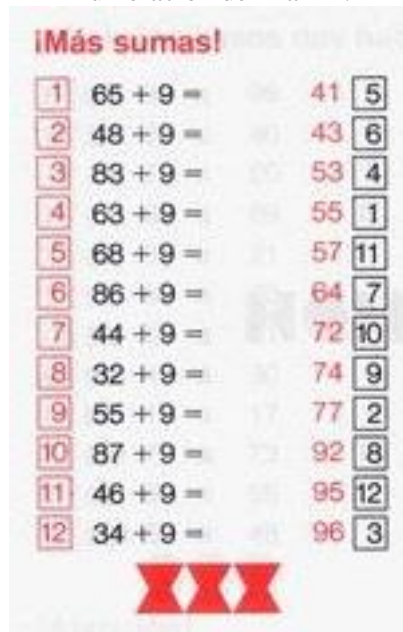 ¡Más sumas!
1 65 + 9 = 41 5
2 48 + 9 = 43 6
3 83 + 9 = 53 4
4 63 + 9 = 55 1
5 68 + 9 = 57 11
6 86 + 9 = 64 7
7 44 + 9 = 72 10
8 32 + 9 = 74 9
9 55 + 9 = 77 2
10 87 + 9 = 92 8
11 46 + 9 = 95 12
12 34 + 9 = 96 3